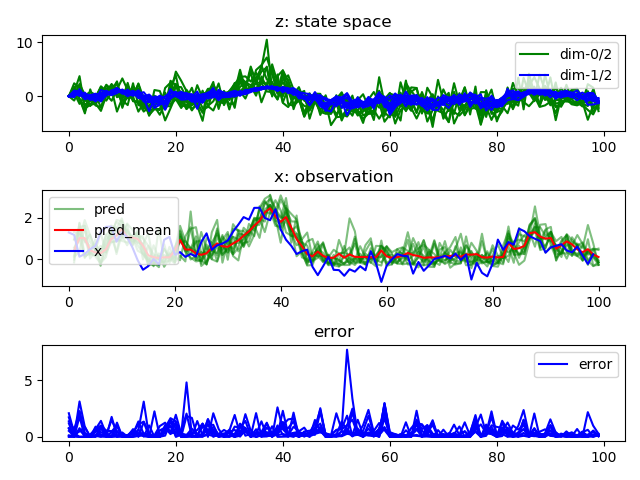 z: state space
10
0
dim-0/2
dim-1/2
0 20 40 60 80 100
x: observation
2
0
pred
pred_mean
x
0 20 40 60 80 100
error
5
0
error
0 20 40 60 80 100